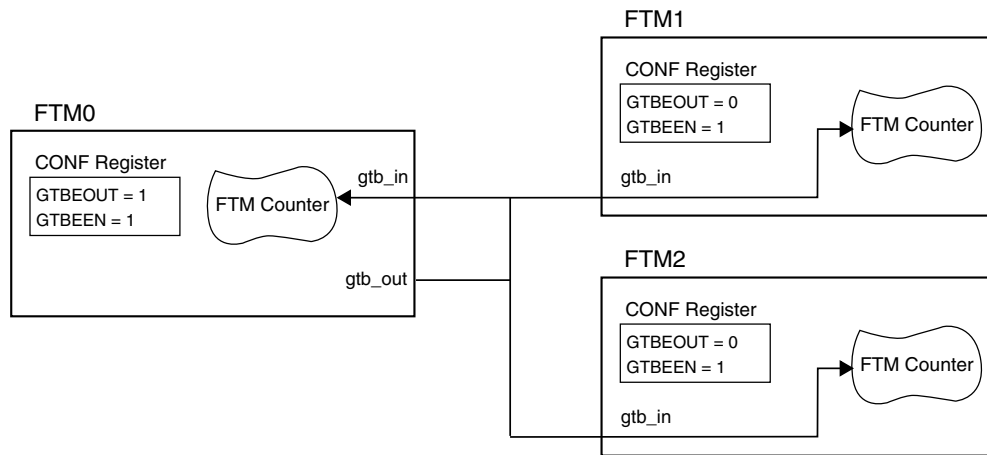 FTM0
CONF Register
GTBEOUT = 1
GTBEEN = 1
FTM Counter
gtb_in
gtb_out
FTM1
CONF Register
GTBEOUT = 0
GTBEEN = 1
FTM Counter
gtb_in
FTM2
CONF Register
GTBEOUT = 0
GTBEEN = 1
FTM Counter
gtb_in